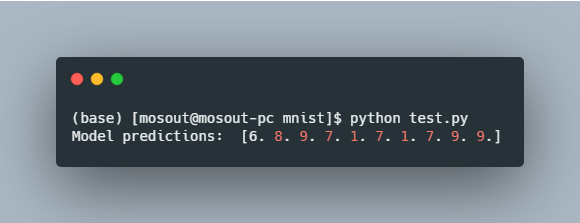 (base) [mosout@mosout-pc mnist]$ python test.py
Model predictions:  [6. 8. 9. 7. 1. 7. 1. 7. 9. 9.]